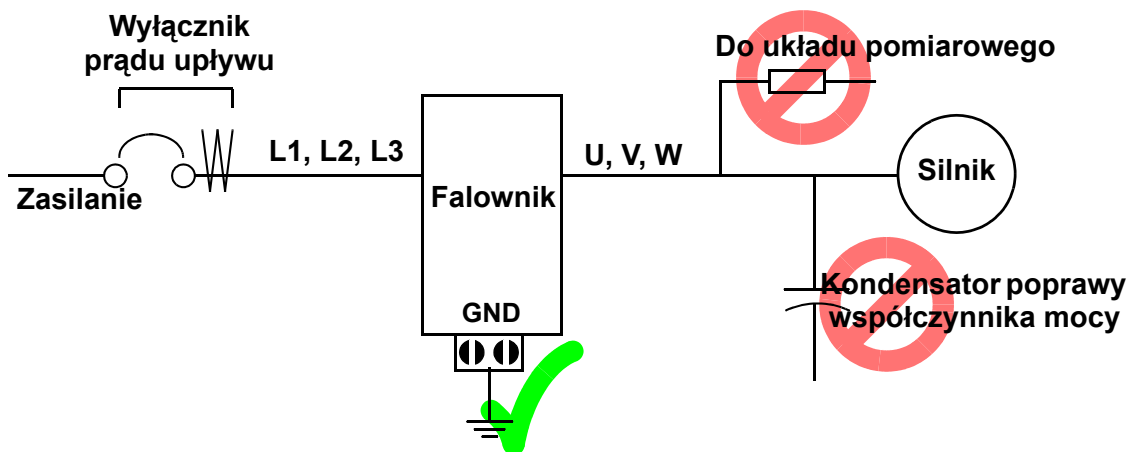 Wyłącznik
prądu upływu
Do układu pomiarowego
L1, L2, L3
U, V, W
Zasilanie
Falownik
Silnik
GND
Kondensator poprawy
współczynnika mocy